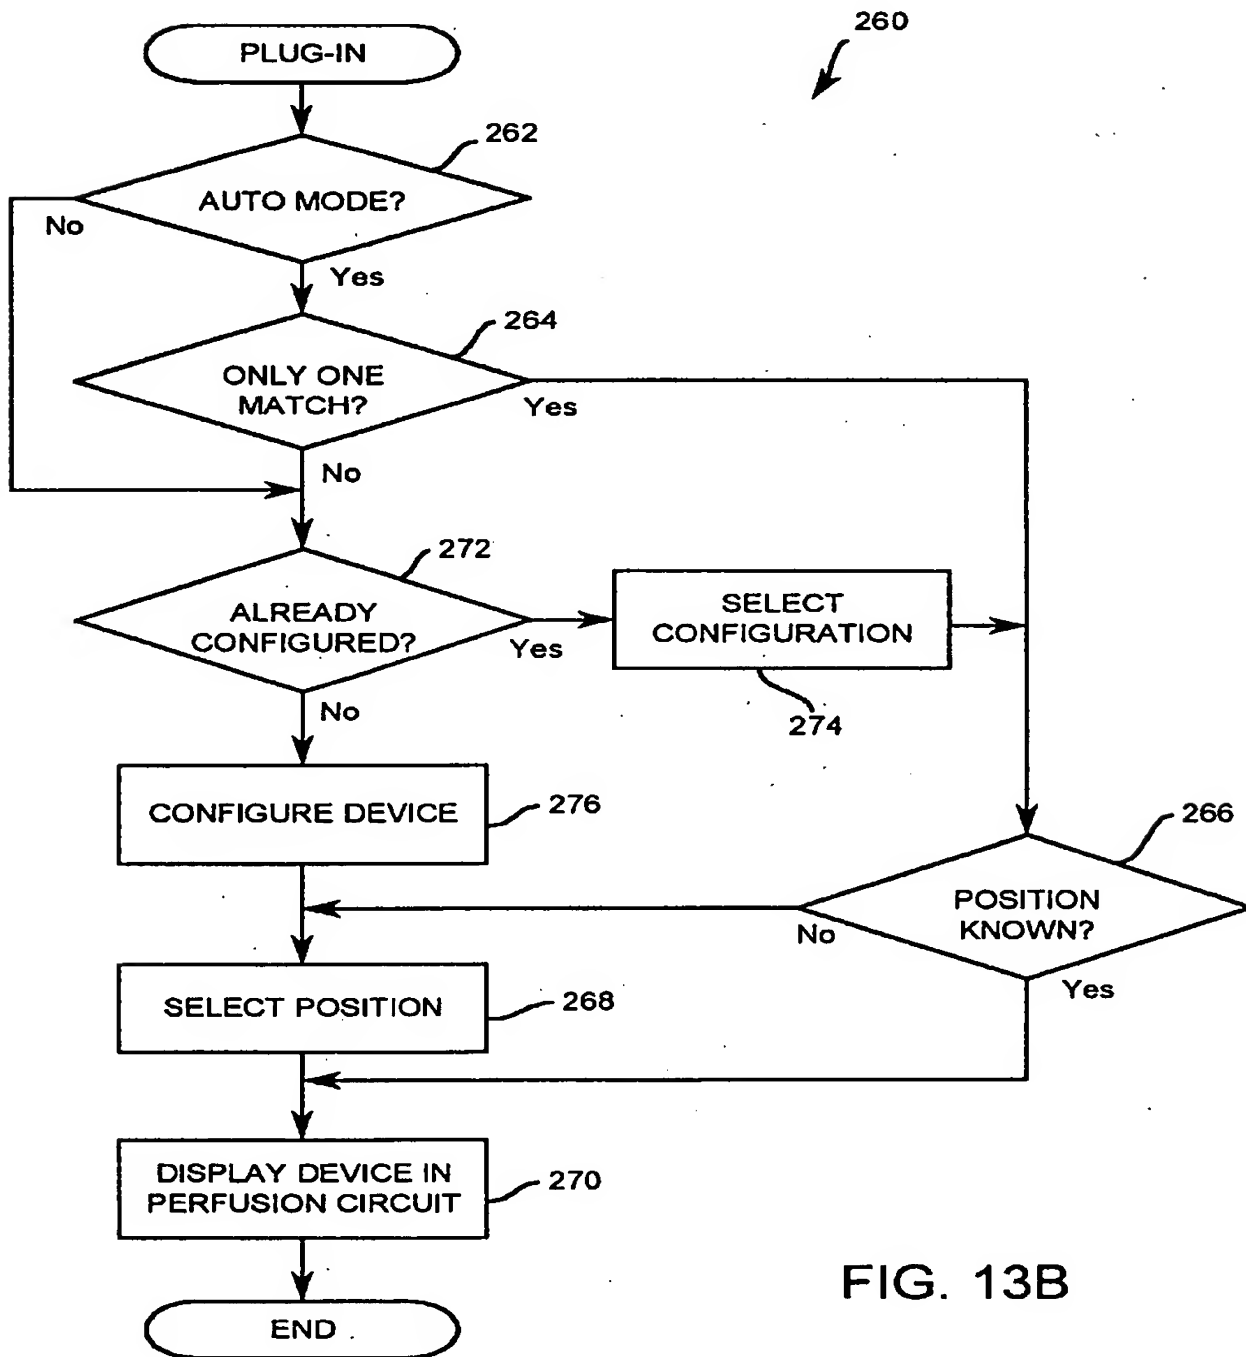 260
PLUG-IN
262
AUTO MODE?
No
Yes
264
ONLY ONE
MATCH?
Yes
No
272
ALREADY
CONFIGURED?
Yes
SELECT
CONFIGURATION
274
No
CONFIGURE DEVICE
276
266
POSITION
KNOWN?
No
Yes
SELECT POSITION
268
DISPLAY DEVICE IN
PERFUSION CIRCUIT
270
END
FIG. 13B